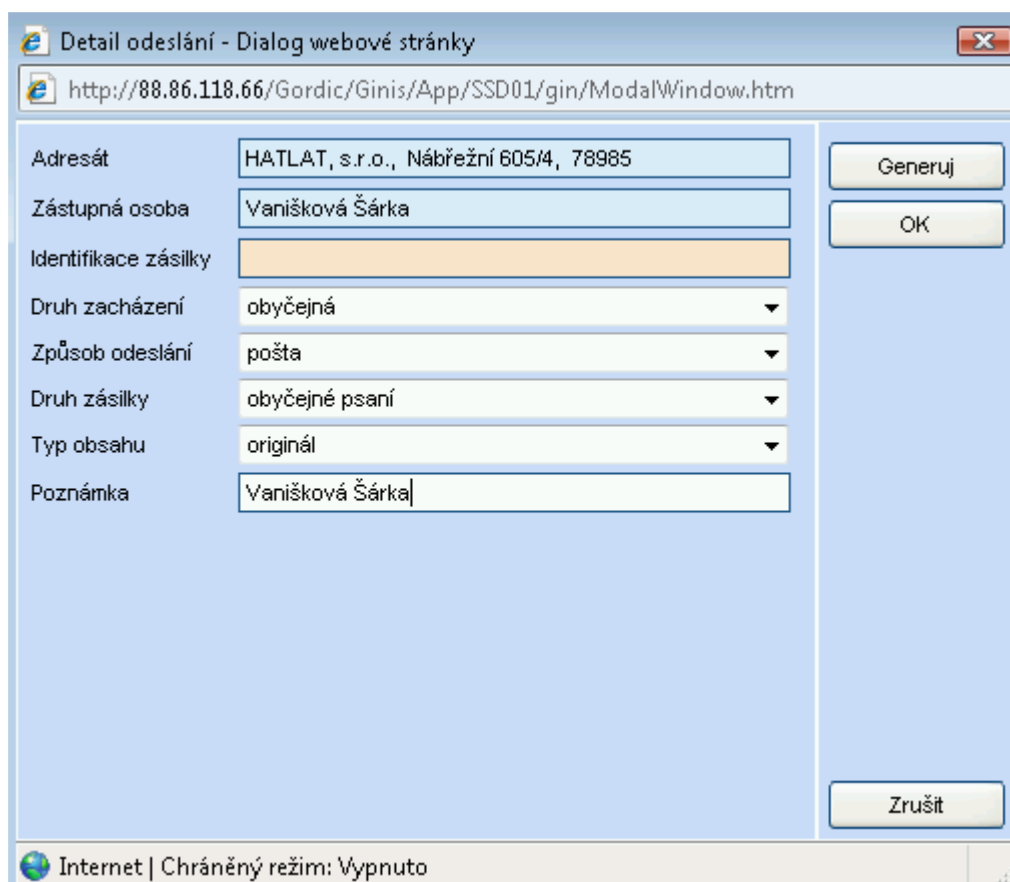 Detail odeslání - Dialog webové stránky
http://88.86.118.66/Gordic/Ginis/App/SSD01/gin/ModalWindow.htm
Adresát HATLAT, s.r.o., Nábřežní 605/4, 78985 Generuj
Zástupná osoba Vanišková Šárka OK
Identifikace zásilky
Druh zacházení obyčejná
Způsob odeslání pošta
Druh zásilky obyčejné psaní
Typ obsahu originál
Poznámka Vanišková Šárka
Zrušit
Internet | Chráněný režim: Vypnuto